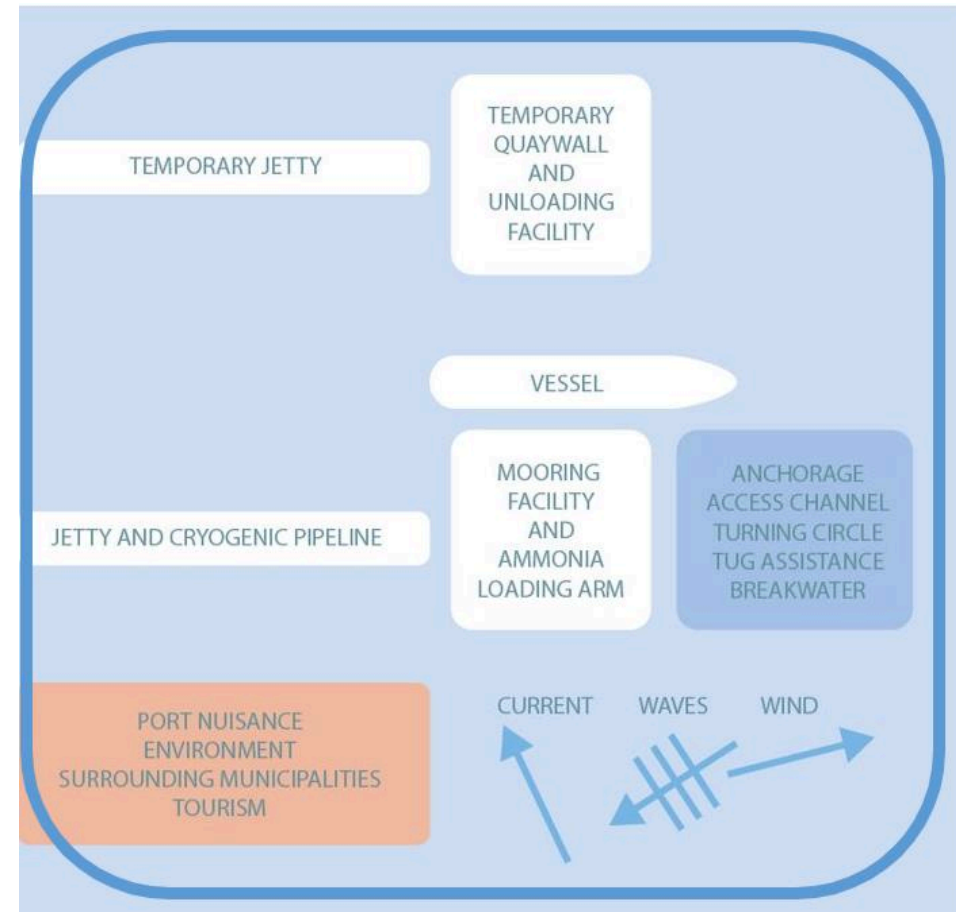 TEMPORARY JETTY
TEMPORARY
QUAYWALL
AND
UNLOADING
FACILITY
VESSEL
JETTY AND CRYOGENIC PIPELINE
MOORING
FACILITY
AND
AMMONIA
LOADING ARM
ANCHORAGE
ACCESS CHANNEL
TURNING CIRCLE
TUG ASSISTANCE
BREAKWATER
PORT NUISANCE
ENVIRONMENT
SURROUNDING MUNICIPALITIES
TOURISM
CURRENT WAVES WIND